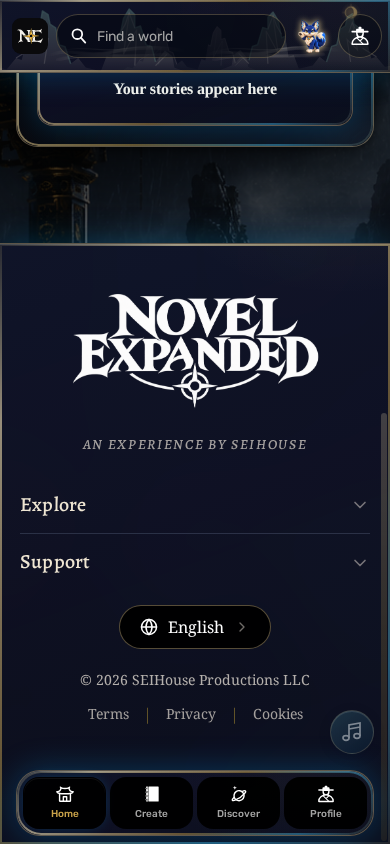 NE
Find a world
Your stories appear here
NOVEL
EXPANDED
AN EXPERIENCE BY SEIHOUSE
Explore
Support
English
© 2026 SEIHouse Productions LLC
Terms | Privacy | Cookies
Home Create Discover Profile